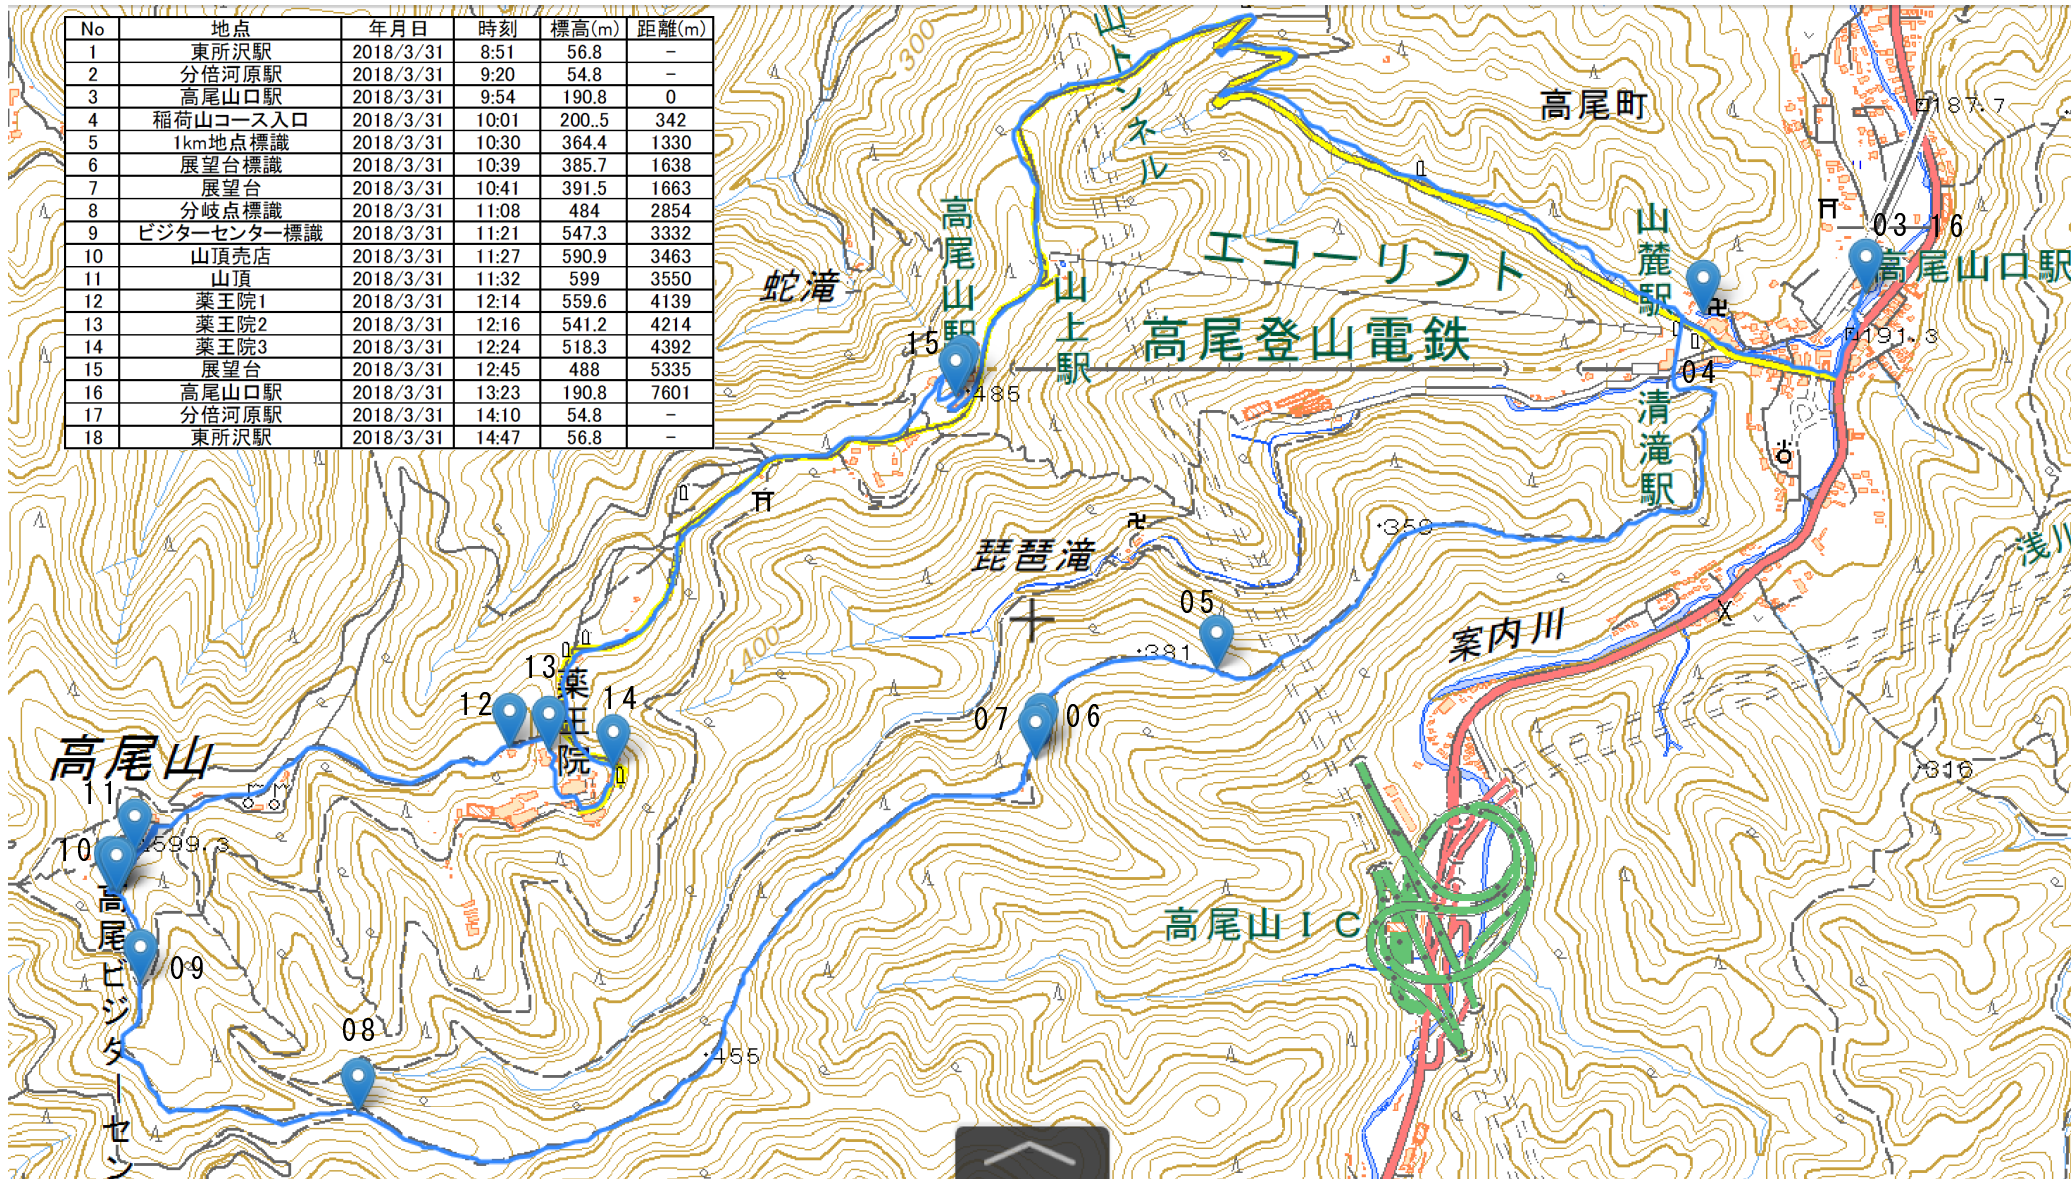 No 地点 年月日 時刻 標高(m) 距離(m)
1 東所沢駅 2018/3/31 8:51 56.8 −
2 分倍河原駅 2018/3/31 9:20 54.8 −
3 高尾山口駅 2018/3/31 9:54 190.8 0
4 稲荷山コース入口 2018/3/31 10:01 200..5 342
5 1km地点標識 2018/3/31 10:30 364.4 1330
6 展望台標識 2018/3/31 10:39 385.7 1638
7 展望台 2018/3/31 10:41 391.5 1663
8 分岐点標識 2018/3/31 11:08 484 2854
9 ビジターセンター標識 2018/3/31 11:21 547.3 3332
10 山頂売店 2018/3/31 11:27 590.9 3463
11 山頂 2018/3/31 11:32 599 3550
12 薬王院1 2018/3/31 12:14 559.6 4139
13 薬王院2 2018/3/31 12:16 541.2 4214
14 薬王院3 2018/3/31 12:24 518.3 4392
15 展望台 2018/3/31 12:45 488 5335
16 高尾山口駅 2018/3/31 13:23 190.8 7601
17 分倍河原駅 2018/3/31 14:10 54.8 −
18 東所沢駅 2018/3/31 14:47 56.8 −
300
山トンネル
高尾町
187.7
03 16
高尾山口駅
191.3
山麓駅
04
清滝駅
エコーリフト
高尾登山電鉄
山上駅
高尾山駅
蛇滝
15
485
359
琵琶滝
05
381
案内川
浅川
400
07 06
12
13
14
薬王院
高尾山
11
10
599.3
09
高尾ビジターセン
08
455
高尾山IC
316